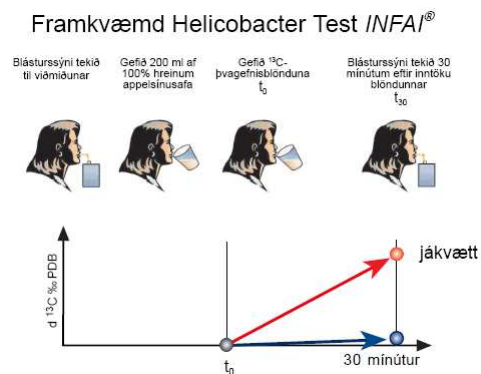 Framkvæmd Helicobacter Test INFAI®
Blásturssýni tekið
til viðmiðunar
Gefið 200 ml af
100% hreinum
appelsínusafa
Gefið ¹³C-
þvagefnisblönduna
t₀
Blásturssýni tekið 30
mínútum eftir inntöku
blöndunnar
t₃₀
d ¹³C ‰ PDB
jákvætt
t₀
30 mínútur